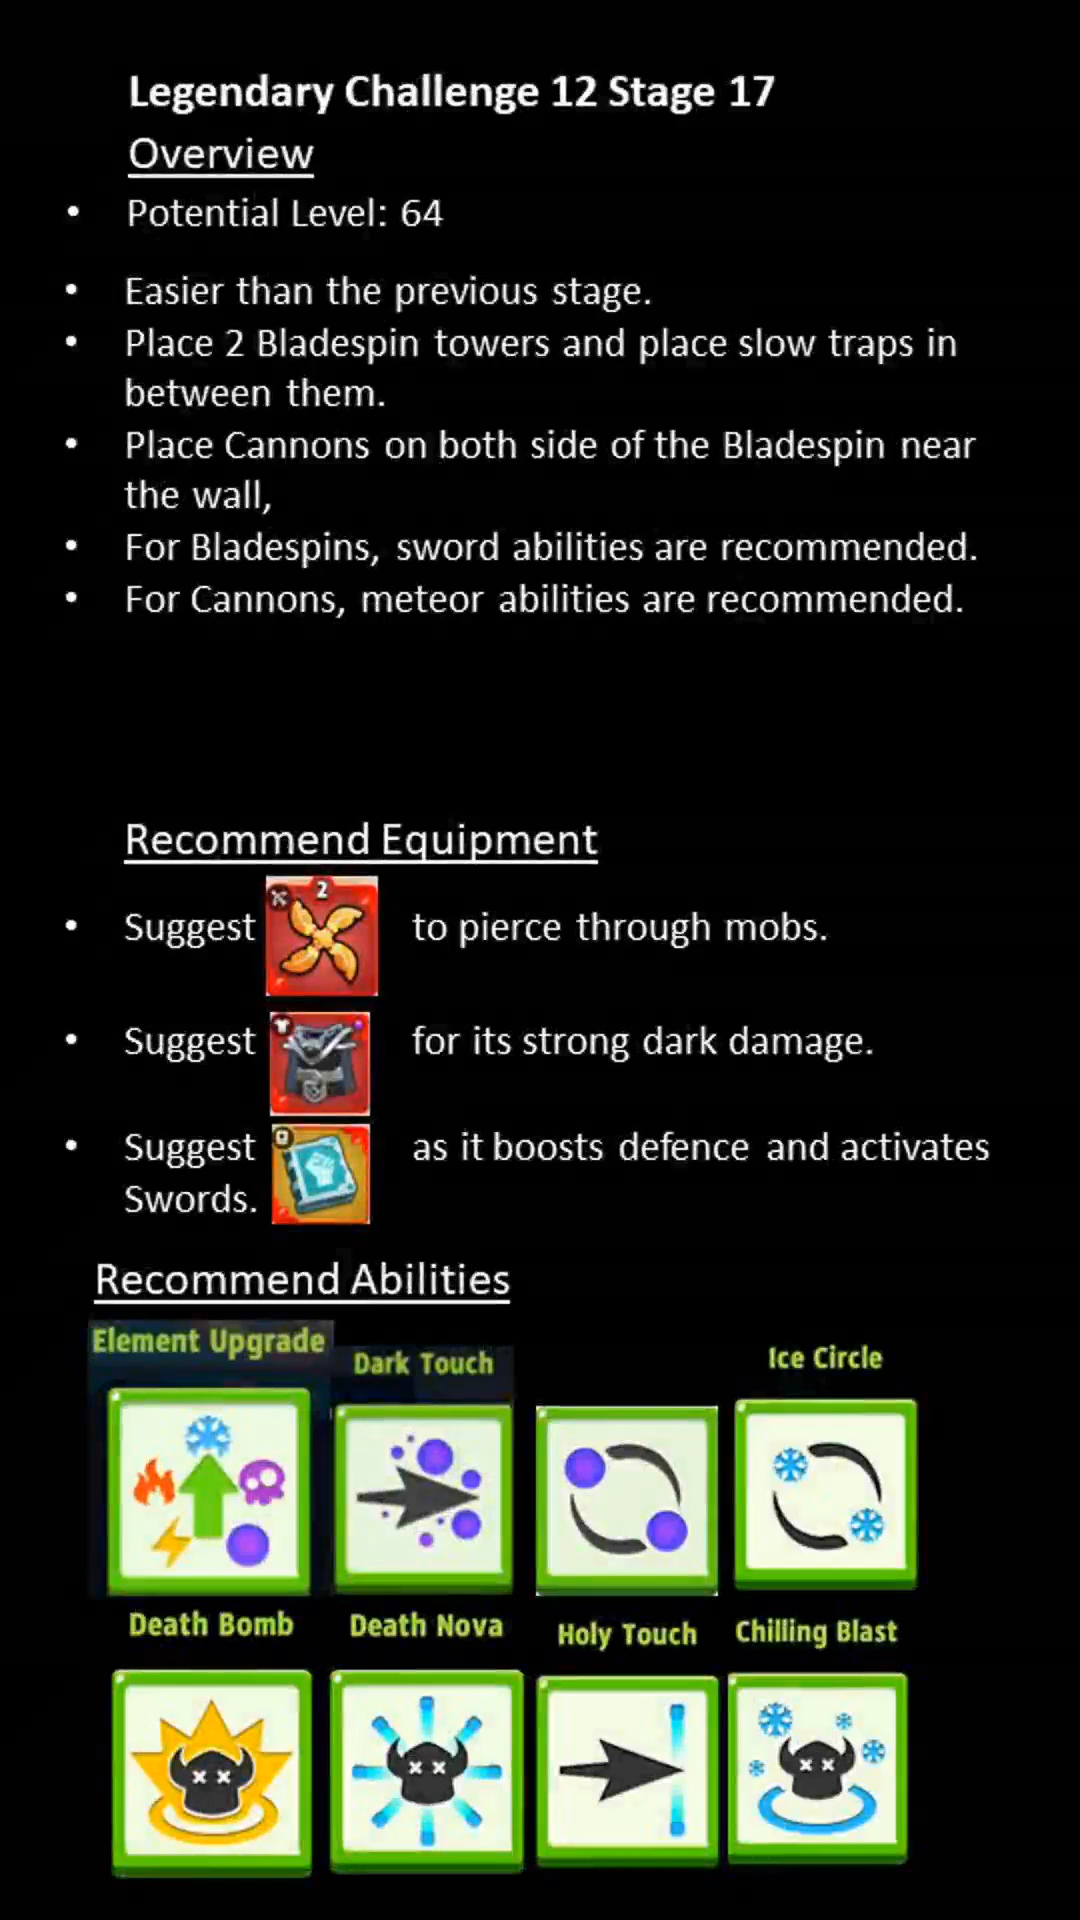 Legendary Challenge 12 Stage 17
Overview
• Potential Level: 64
• Easier than the previous stage.
• Place 2 Bladespin towers and place slow traps in
between them.
• Place Cannons on both side of the Bladespin near
the wall,
• For Bladespins, sword abilities are recommended.
• For Cannons, meteor abilities are recommended.
Recommend Equipment
2
• Suggest to pierce through mobs.
• Suggest for its strong dark damage.
• Suggest as it boosts defence and activates
Swords.
Recommend Abilities
Element Upgrade
Dark Touch
Ice Circle
Death Bomb
Death Nova
Holy Touch
Chilling Blast